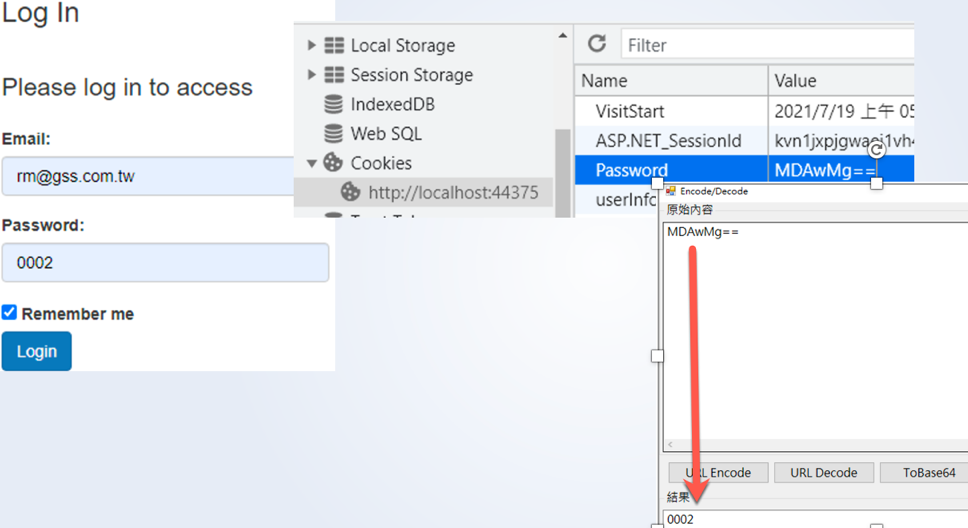 Log In
Please log in to access
Email:
rm@gss.com.tw
Password:
0002
Remember me
Login
Local Storage
Session Storage
IndexedDB
Web SQL
Cookies
http://localhost:44375
Filter
Name Value
VisitStart 2021/7/19 上午 05
ASP.NET_SessionId
Password MDAwMg==
userInfo
Encode/Decode
原始內容
MDAwMg==
URL Encode URL Decode ToBase64
結果
0002